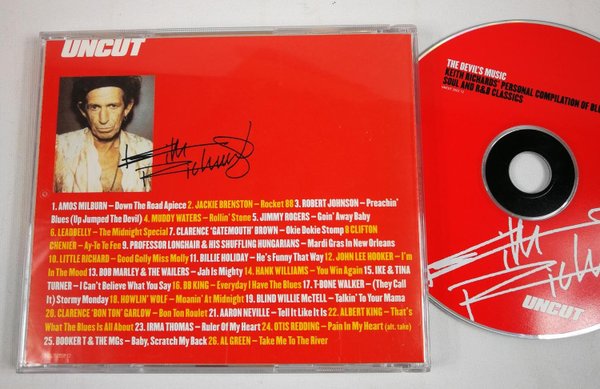 UNCUT
Keith Richards
1. AMOS MILBURN – Down The Road Apiece 2. JACKIE BRENSTON – Rocket 88 3. ROBERT JOHNSON – Preachin'
Blues (Up Jumped The Devil) 4. MUDDY WATERS – Rollin' Stone 5. JIMMY ROGERS – Goin' Away Baby
6. LEADBELLY – The Midnight Special 7. CLARENCE 'GATEMOUTH' BROWN – Okie Dokie Stomp 8 CLIFTON
CHENIER – Ay-Te Te Fee 9. PROFESSOR LONGHAIR & HIS SHUFFLING HUNGARIANS – Mardi Gras In New Orleans
10. LITTLE RICHARD – Good Golly Miss Molly 11. BILLIE HOLIDAY – He's Funny That Way 12. JOHN LEE HOOKER – I'm
In The Mood 13. BOB MARLEY & THE WAILERS – Jah Is Mighty 14. HANK WILLIAMS – You Win Again 15. IKE & TINA
TURNER – I Can't Believe What You Say 16. BB KING – Everyday I Have The Blues 17. T-BONE WALKER – (They Call
It) Stormy Monday 18. HOWLIN' WOLF – Moanin' At Midnight 19. BLIND WILLIE McTELL – Talkin' To Your Mama
20. CLARENCE 'BON TON' GARLOW – Bon Ton Roulet 21. AARON NEVILLE – Tell It Like It Is 22. ALBERT KING – That's
What The Blues Is All About 23. IRMA THOMAS – Ruler Of My Heart 24. OTIS REDDING – Pain In My Heart (alt. take)
25. BOOKER T & THE MGs – Baby, Scratch My Back 26. AL GREEN – Take Me To The River
THE DEVIL'S MUSIC
KEITH RICHARDS' PERSONAL COMPILATION OF
SOUL AND R&B CLASSICS
Keith Richards
UNCUT